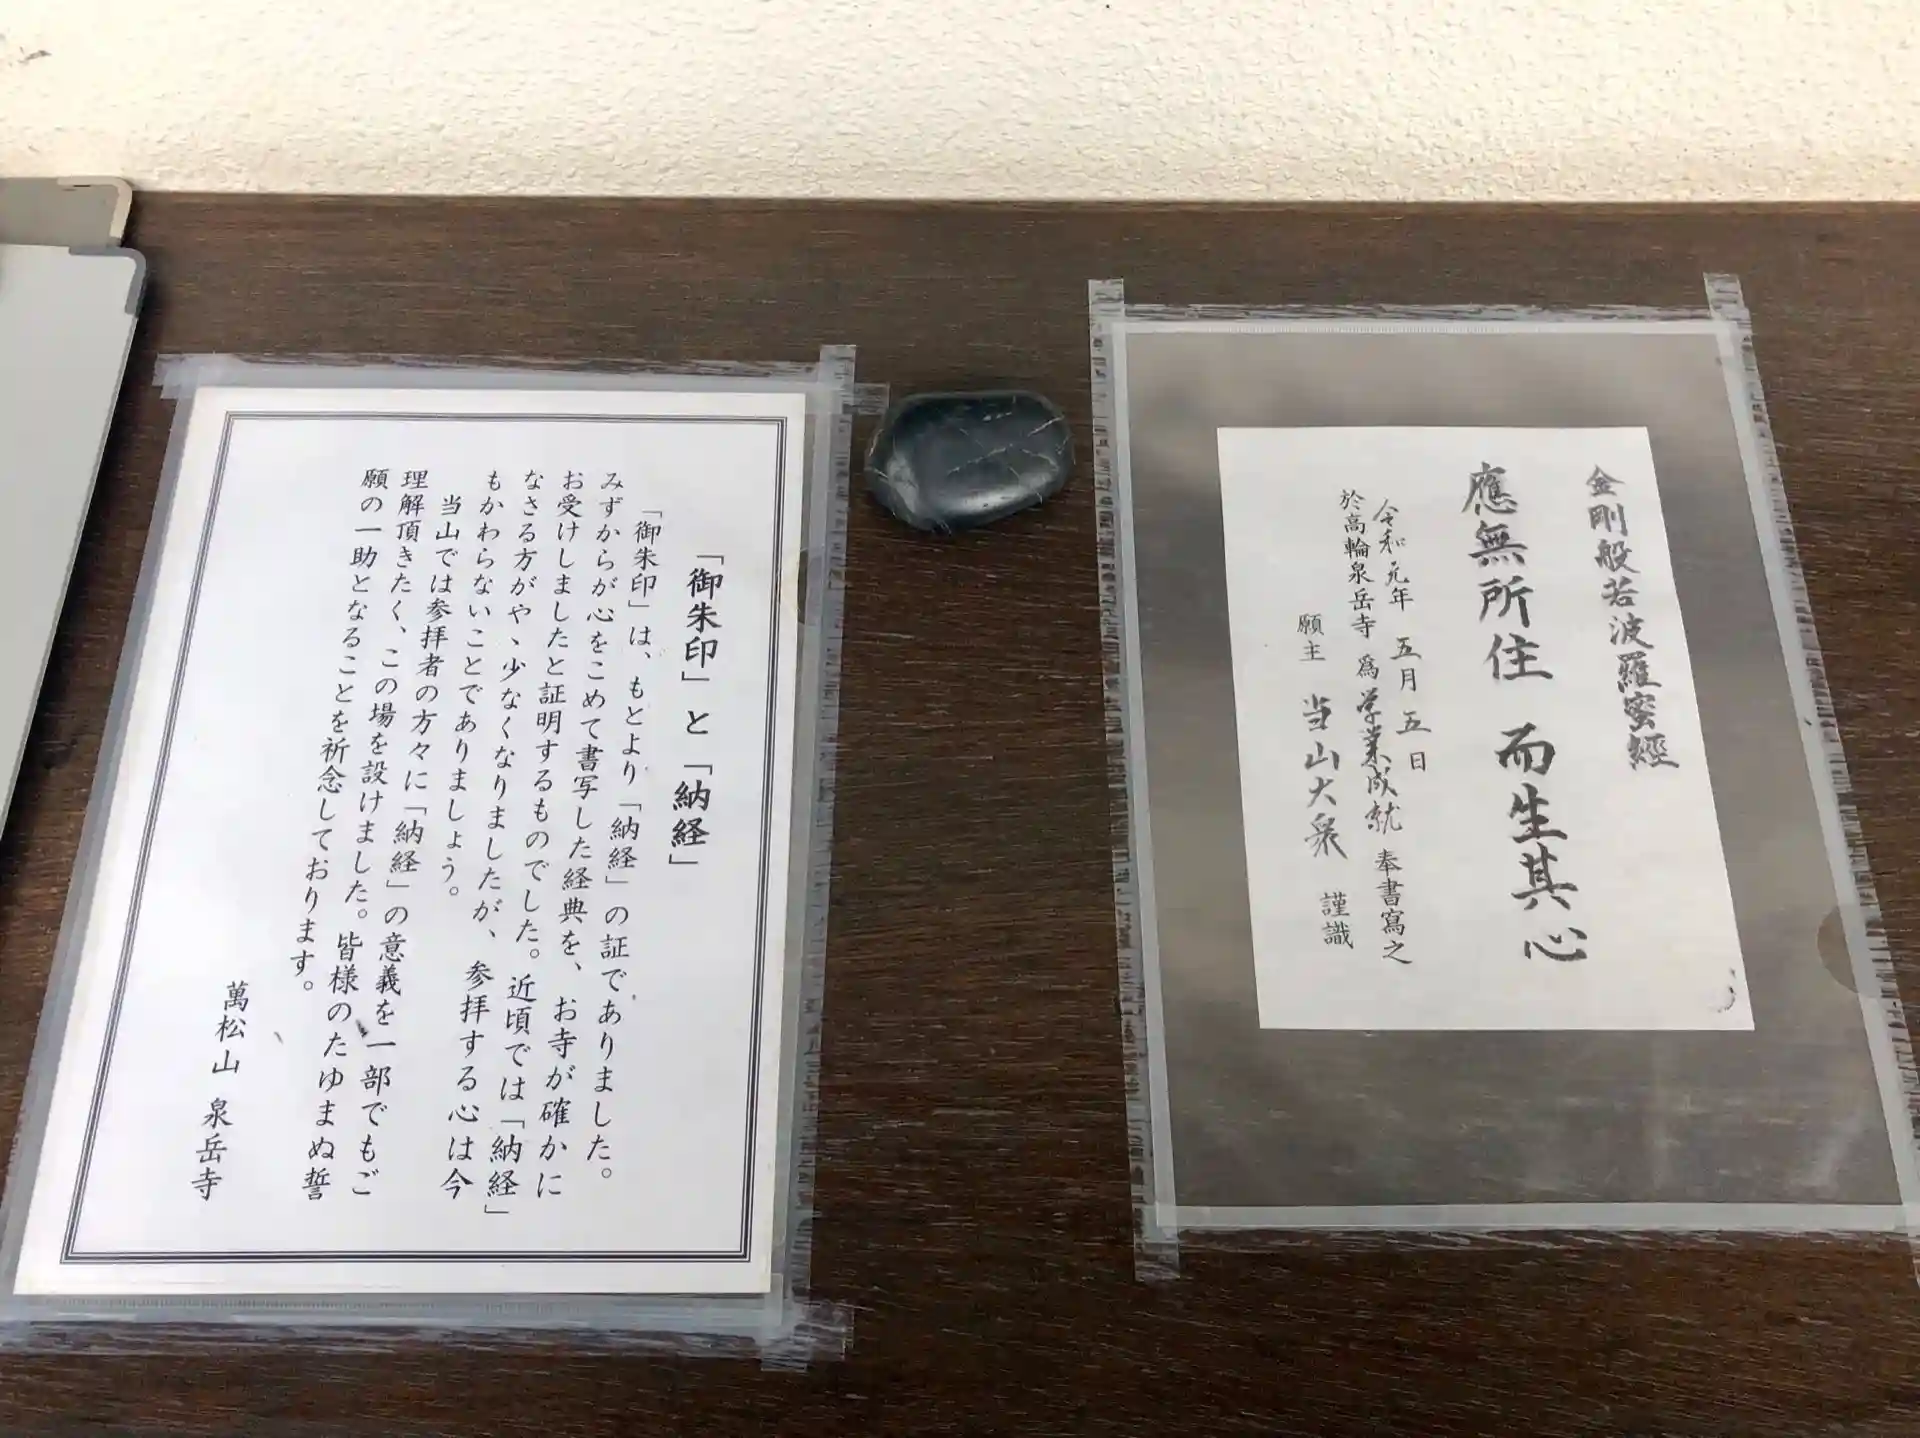 「御朱印」と「納経」
「御朱印」は、もとより「納経」の証でありました。
みずからが心をこめて書写した経典を、お寺が確かに
お受けしましたと証明するものでした。近頃では「納経」
なさる方がや、少なくなりましたが、参拝する心は今
もかわらないことでありましょう。
当山では参拝者の方々に「納経」の意義を一部でもご
理解頂きたく、この場を設けました。皆様のたゆまぬ誓
願の一助となることを祈念しております。
萬松山 泉岳寺
金剛般若波羅蜜經
應無所住 而生其心
令和元年 五月 五日
於高輪泉岳寺 爲学業成就 奉書寫之
願主 当山大衆 謹識